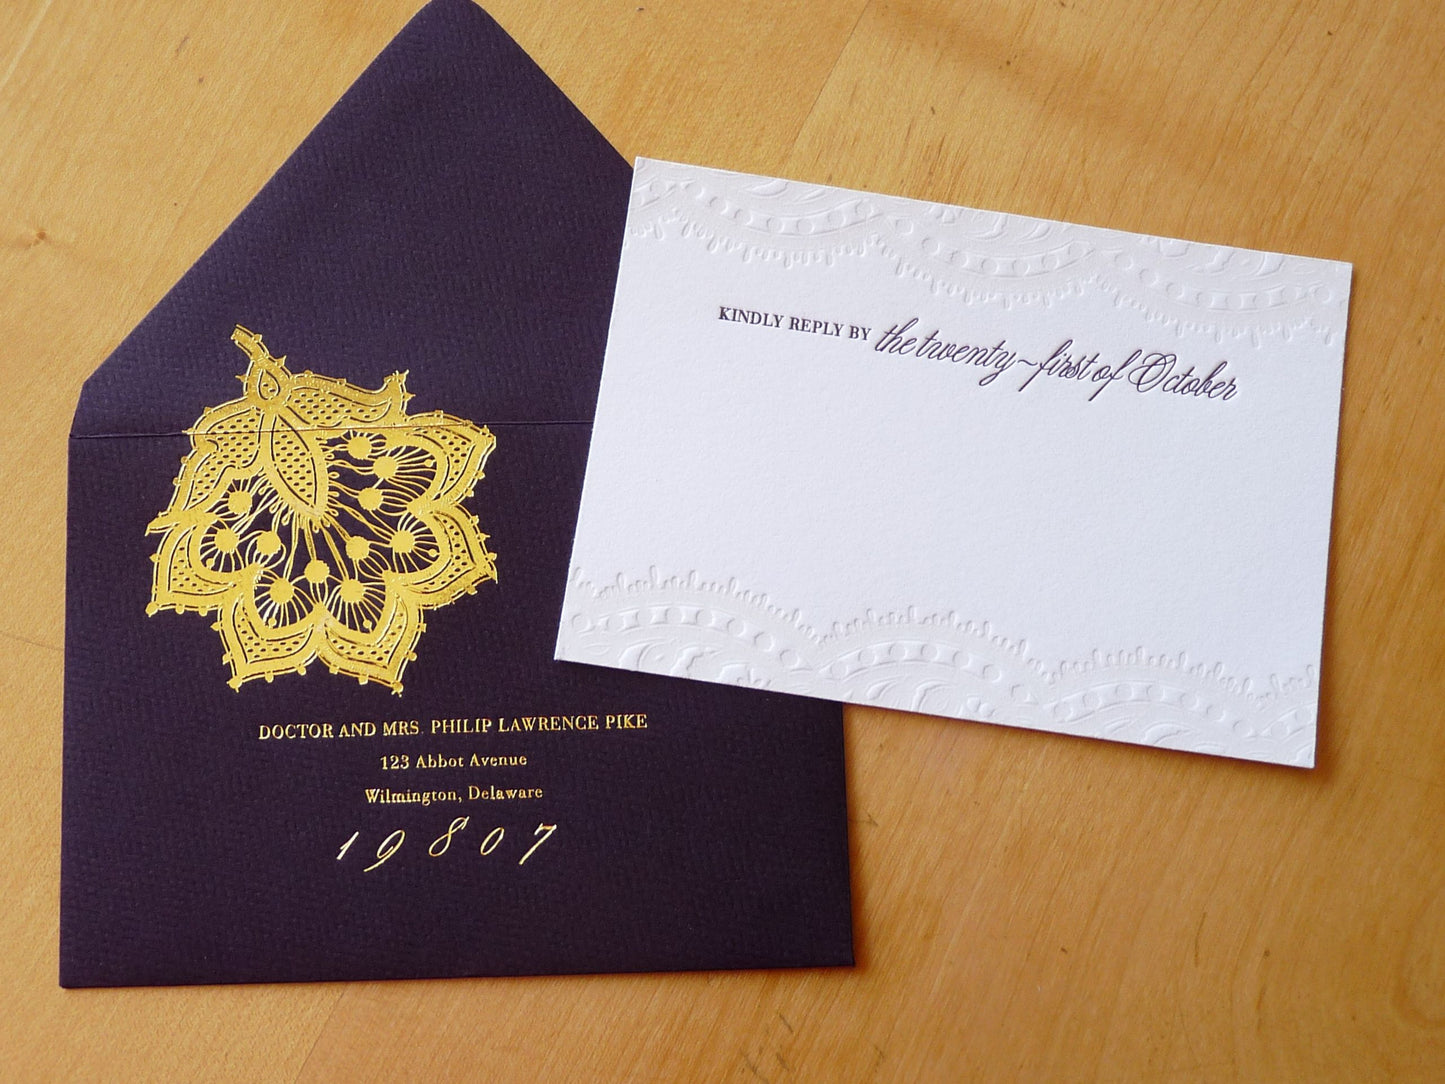 KINDLY REPLY BY the twenty~first of October
DOCTOR AND MRS. PHILIP LAWRENCE PIKE
123 Abbot Avenue
Wilmington, Delaware
19807